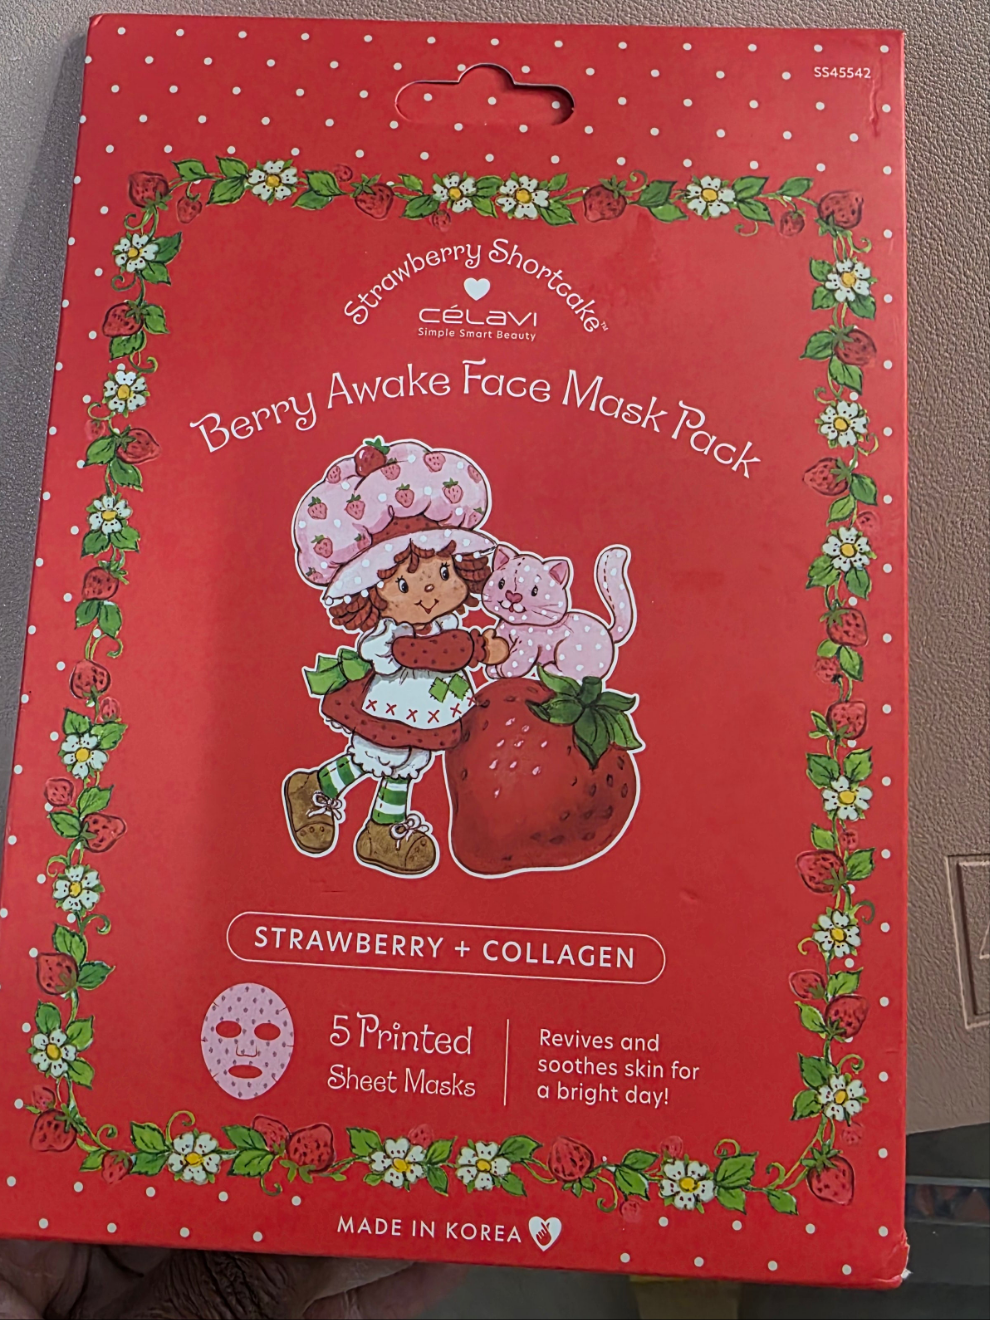 SS45542
Strawberry Shortcake™
CÉLAVI
Simple Smart Beauty
Berry Awake Face Mask Pack
STRAWBERRY + COLLAGEN
5 Printed
Sheet Masks
Revives and
soothes skin for
a bright day!
MADE IN KOREA